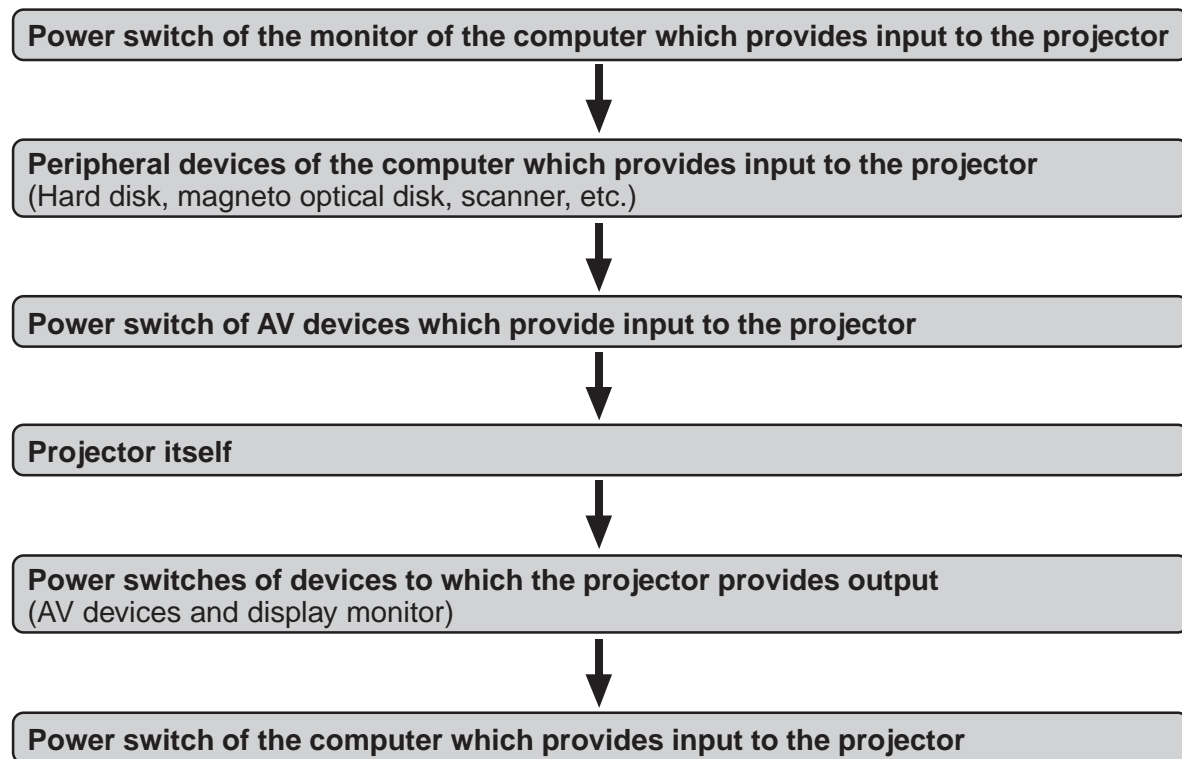 Power switch of the monitor of the computer which provides input to the projector
Peripheral devices of the computer which provides input to the projector
(Hard disk, magneto optical disk, scanner, etc.)
Power switch of AV devices which provide input to the projector
Projector itself
Power switches of devices to which the projector provides output
(AV devices and display monitor)
Power switch of the computer which provides input to the projector